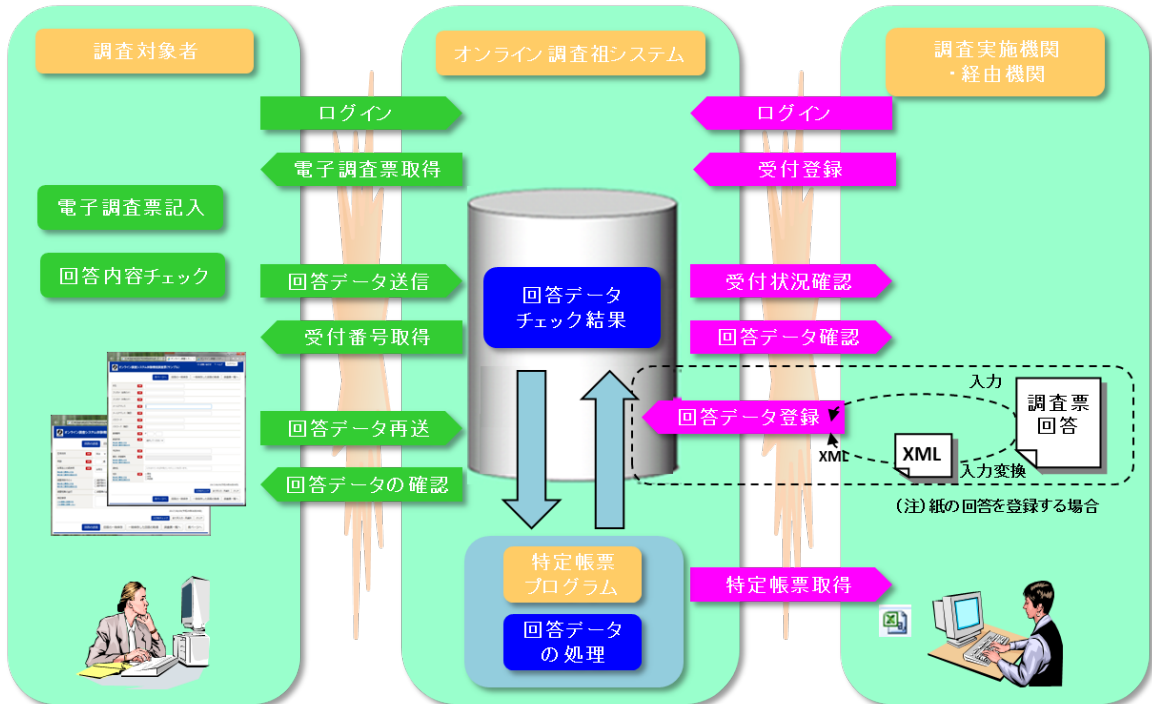 調査対象者
オンライン調査祖システム
調査実施機関
・経由機関
ログイン
ログイン
電子調査票取得
受付登録
電子調査票記入
回答内容チェック
回答データ送信
回答データ
チェック結果
受付状況確認
受付番号取得
回答データ確認
入力
調査票
回答
回答データ再送
回答データ登録
XML
XML
入力変換
回答データの確認
(注)紙の回答を登録する場合
特定帳票
プログラム
特定帳票取得
回答データ
の処理